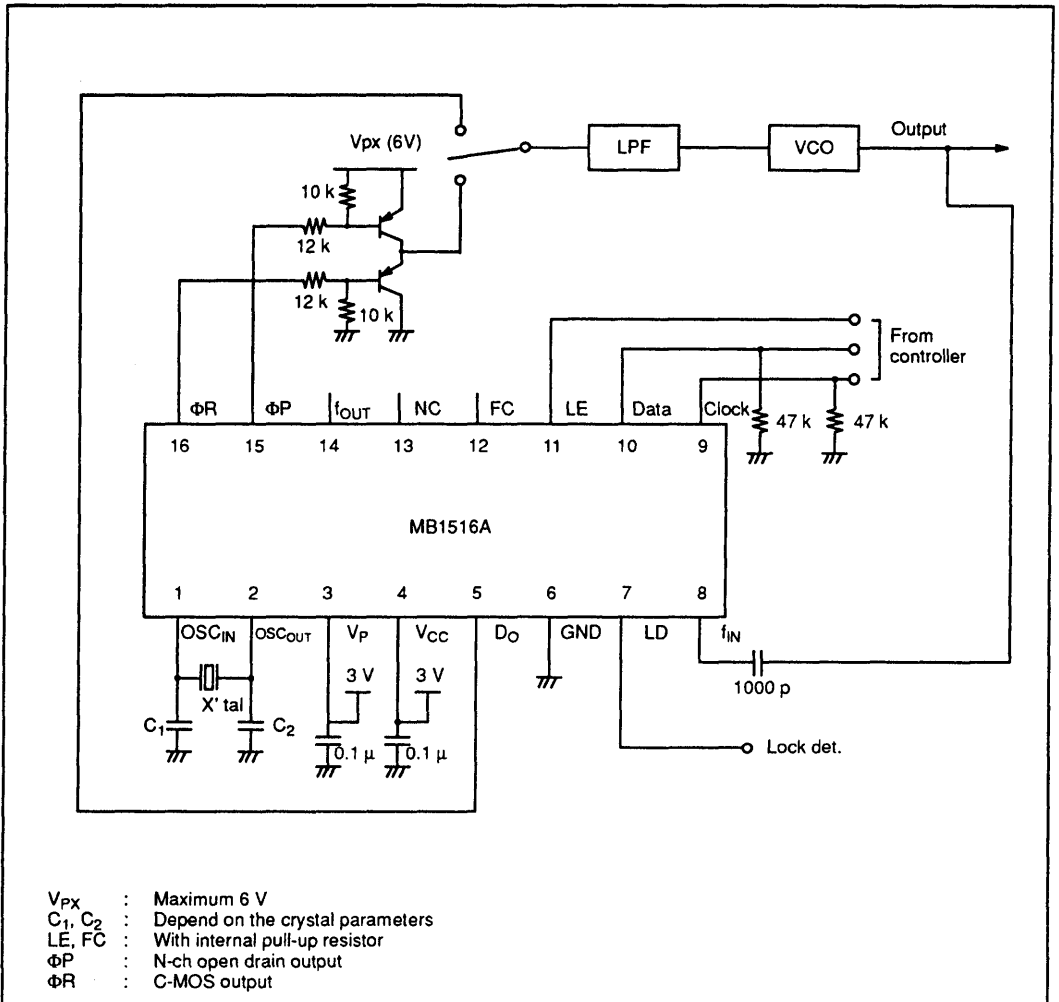 Output
Vpx (6V)
LPF
VCO
10 k
12 k
12 k
10 k
From
controller
ΦR ΦP fOUT NC FC LE Data Clock
47 k 47 k
16 15 14 13 12 11 10 9
MB1516A
1 2 3 4 5 6 7 8
OSCIN OSCOUT VP VCC DO GND LD fIN
3 V 3 V
X' tal
1000 p
C1 C2
0.1 μ 0.1 μ
Lock det.
VPX : Maximum 6 V
C1, C2 : Depend on the crystal parameters
LE, FC : With internal pull-up resistor
ΦP : N-ch open drain output
ΦR : C-MOS output